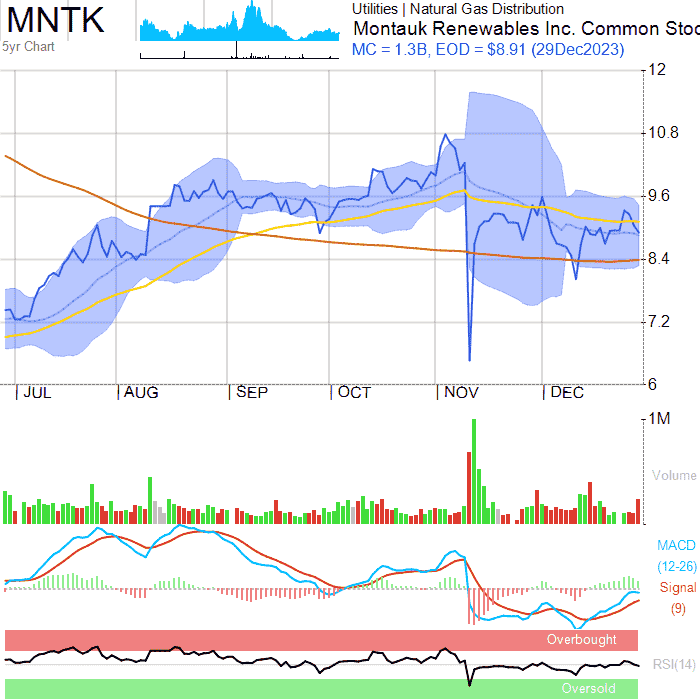 MNTK
5yr Chart
Utilities | Natural Gas Distribution
Montauk Renewables Inc. Common Stoc
MC = 1.3B, EOD = $8.91 (29Dec2023)
12
10.8
9.6
8.4
7.2
6
JUL AUG SEP OCT NOV DEC
1M
Volume
MACD
(12-26)
Signal
(9)
Overbought
RSI(14)
Oversold